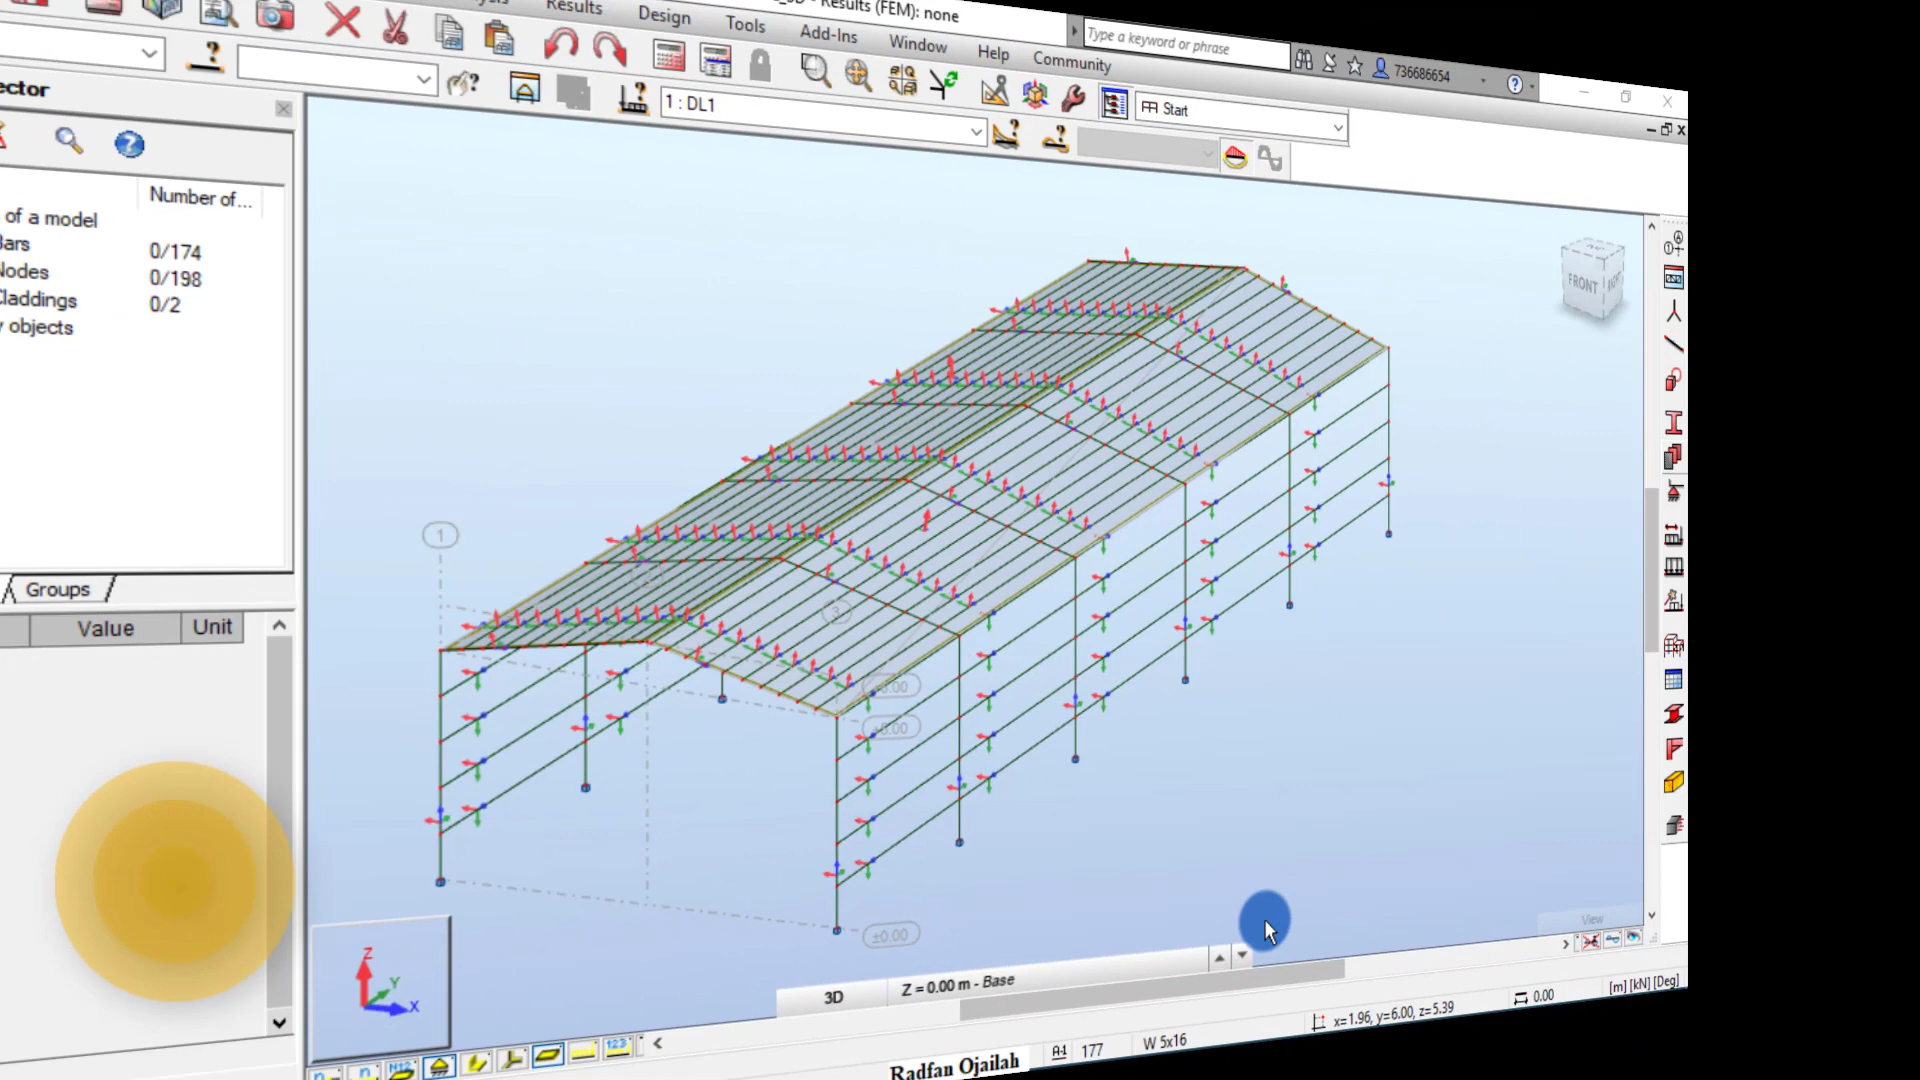 Results (FEM): none
Results
Design
Tools
Add-Ins
Window
Help
Community
Type a keyword or phrase
736686654
1 : DL1
Start
ector
Number of...
of a model
Bars 0/174
Nodes 0/198
Claddings 0/2
objects
Groups
Value Unit
FRONT
1
3
±0.00
Z
Y
X
View
3D
Z = 0.00 m - Base
x=1.96, y=6.00, z=5.39
0.00
[m] [kN] [Deg]
177
W 5x16
Radfan Ojailah